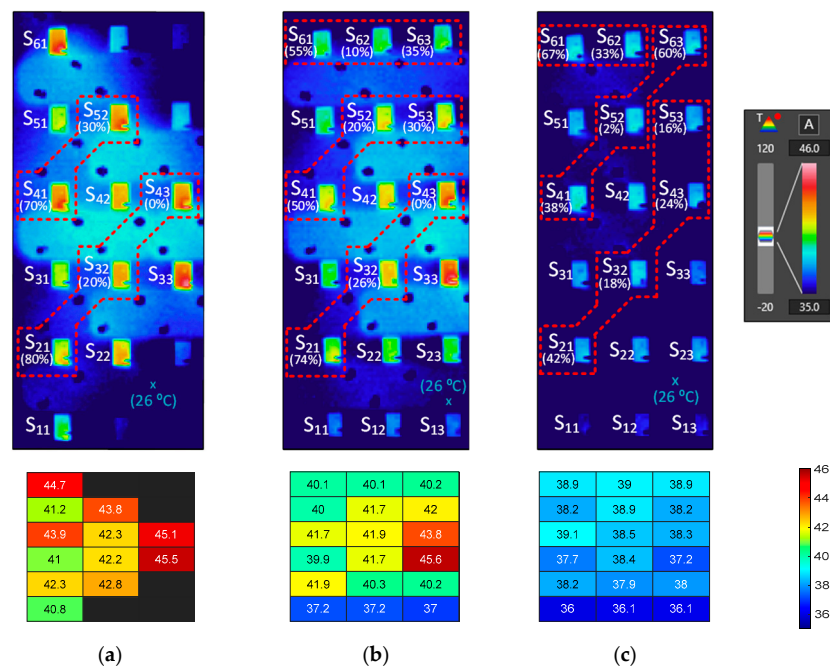 S61
S52
(30%)
S51
S41
(70%)
S42
S43
(0%)
S32
(20%)
S31
S33
S21
(80%)
S22
x
(26 ⁰C)
S11
S61
(55%)
S62
(10%)
S63
(35%)
S51
S52
(20%)
S53
(30%)
S41
(50%)
S42
S43
(0%)
S31
S32
(26%)
S33
S21
(74%)
S22
S23
(26 ⁰C)
x
S11
S12
S13
S61
(67%)
S62
(33%)
S63
(60%)
S51
S52
(2%)
S53
(16%)
S41
(38%)
S42
S43
(24%)
S31
S32
(18%)
S33
S21
(42%)
S22
S23
x
(26 ⁰C)
S11
S12
S13
T A
120 46.0
-20 35.0
44.7
41.2 43.8
43.9 42.3 45.1
41 42.2 45.5
42.3 42.8
40.8
40.1 40.1 40.2
40 41.7 42
41.7 41.9 43.8
39.9 41.7 45.6
41.9 40.3 40.2
37.2 37.2 37
38.9 39 38.9
38.2 38.9 38.2
39.1 38.5 38.3
37.7 38.4 37.2
38.2 37.9 38
36 36.1 36.1
46
44
42
40
38
36
(a) (b) (c)